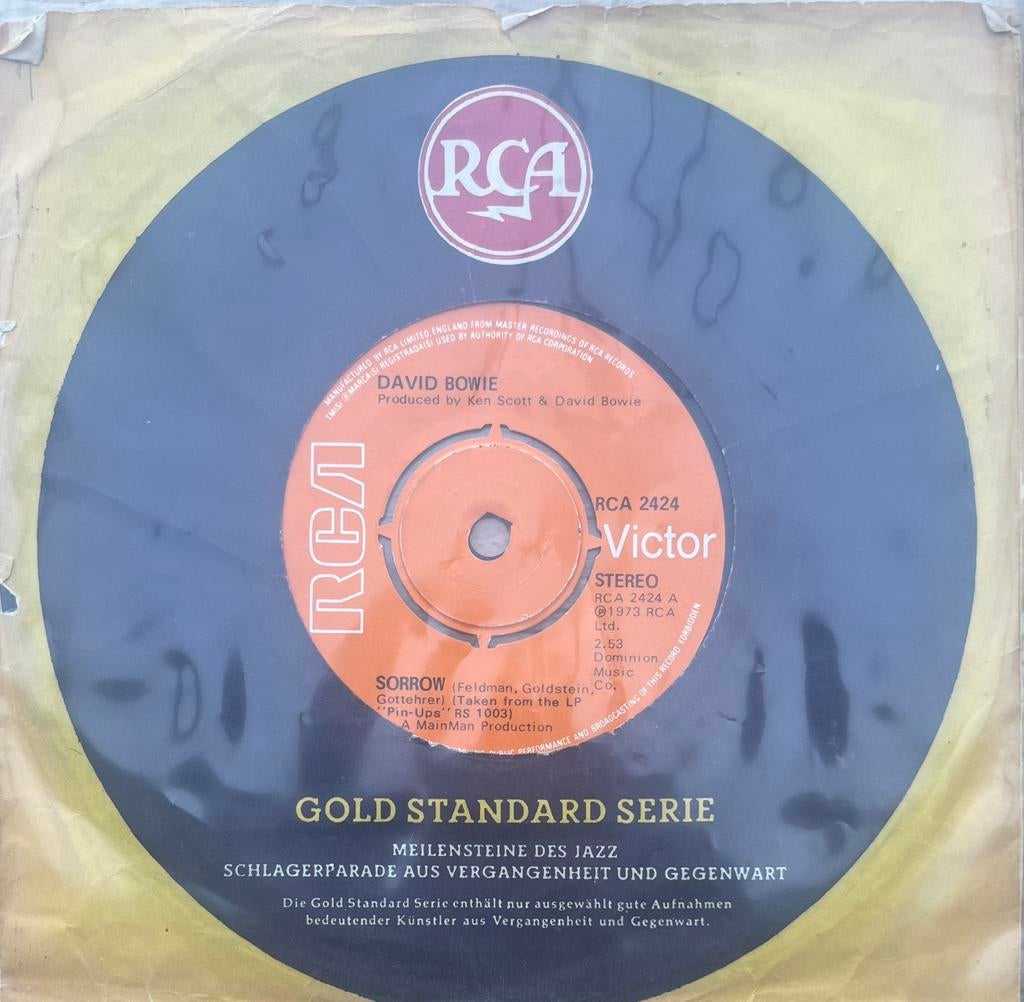 RCA
MANUFACTURED BY RCA LIMITED, ENGLAND FROM MASTER RECORDINGS OF RCA RECORDS
TM(S) ® MARCA(S) REGISTRADA(S) USED BY AUTHORITY OF RCA CORPORATION
DAVID BOWIE
Produced by Ken Scott & David Bowie
RCA
RCA 2424
Victor
STEREO
RCA 2424 A
℗1973 RCA
Ltd.
2.53
Dominion
Music
Co.
SORROW (Feldman, Goldstein,
Gottehrer) (Taken from the LP
"Pin-Ups" RS 1003)
A MainMan Production
PUBLIC PERFORMANCE AND BROADCASTING OF THIS RECORD FORBIDDEN
GOLD STANDARD SERIE
MEILENSTEINE DES JAZZ
SCHLAGERPARADE AUS VERGANGENHEIT UND GEGENWART
Die Gold Standard Serie enthält nur ausgewählt gute Aufnahmen
bedeutender Künstler aus Vergangenheit und Gegenwart.